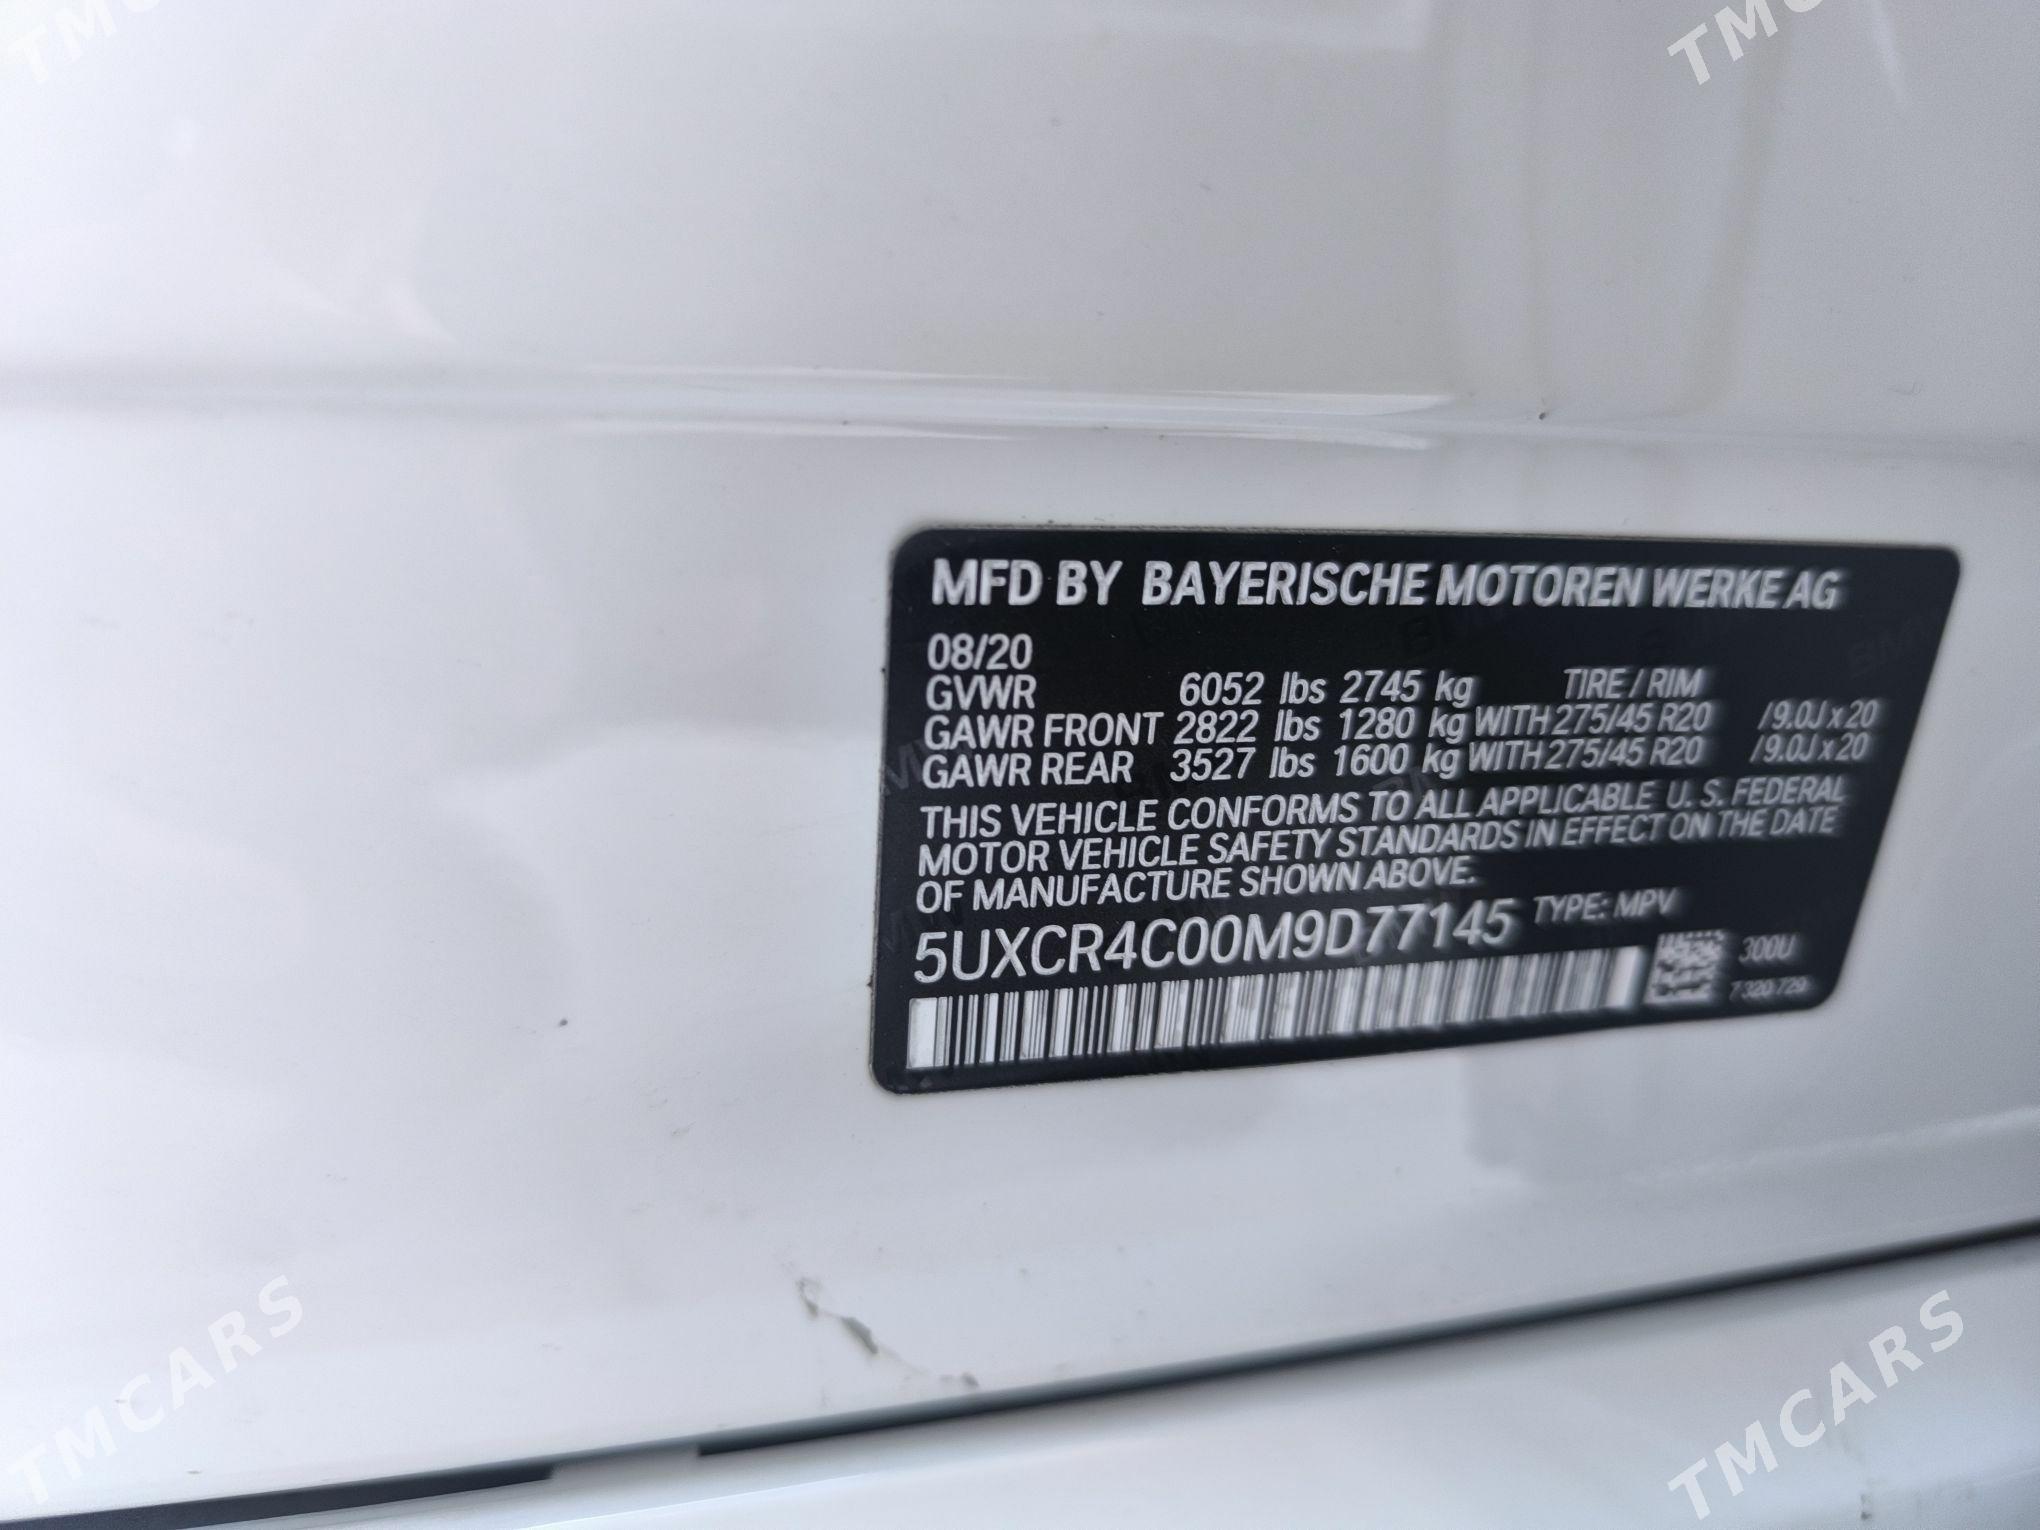 MFD BY BAYERISCHE MOTOREN WERKE AG
08/20
GVWR 6052 lbs 2745 kg TIRE / RIM
GAWR FRONT 2822 lbs 1280 kg WITH 275/45 R20 / 9.0J x 20
GAWR REAR 3527 lbs 1600 kg WITH 275/45 R20 / 9.0J x 20
THIS VEHICLE CONFORMS TO ALL APPLICABLE U. S. FEDERAL
MOTOR VEHICLE SAFETY STANDARDS IN EFFECT ON THE DATE
OF MANUFACTURE SHOWN ABOVE.
5UXCR4C00M9D77145 TYPE: MPV
300U
7 320 729
TMCARS
TMCARS